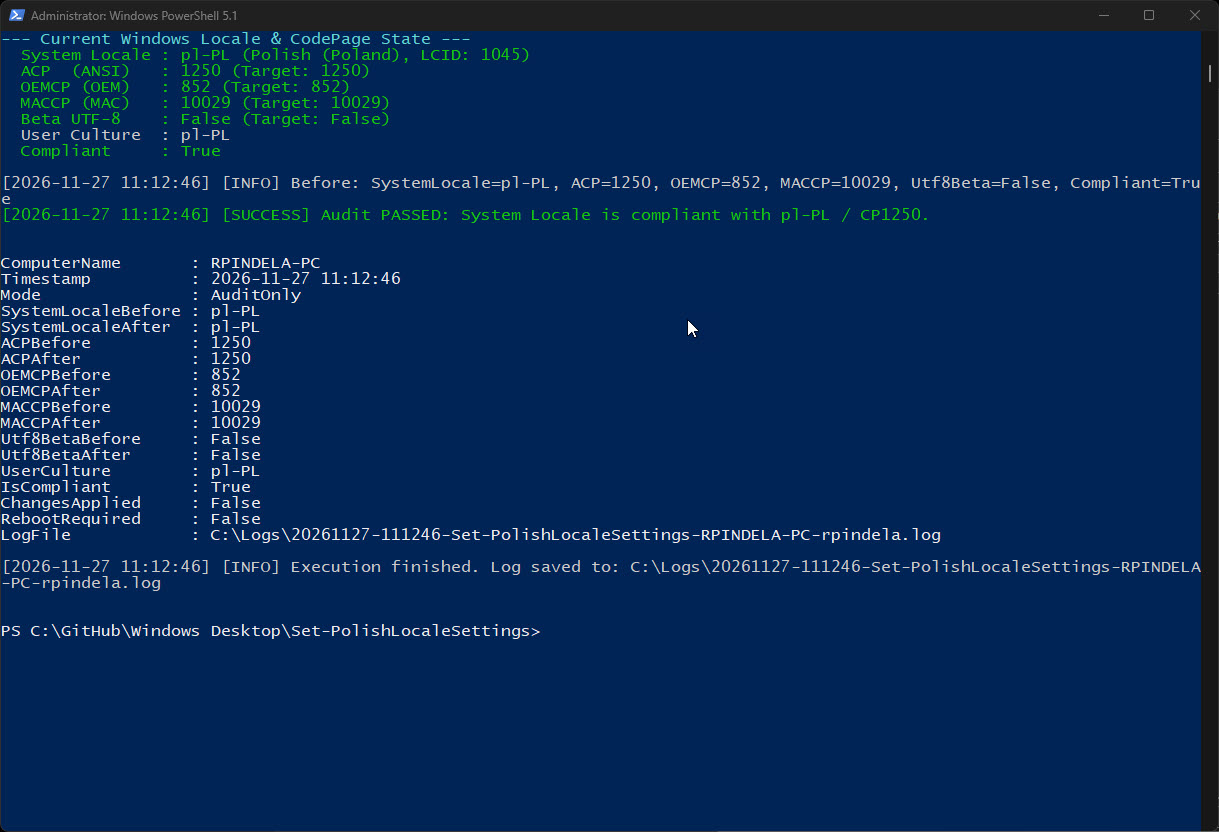 Administrator: Windows PowerShell 5.1
--- Current Windows Locale & CodePage State ---
  System Locale : pl-PL (Polish (Poland), LCID: 1045)
  ACP  (ANSI)   : 1250 (Target: 1250)
  OEMCP (OEM)   : 852 (Target: 852)
  MACCP (MAC)   : 10029 (Target: 10029)
  Beta UTF-8    : False (Target: False)
  User Culture  : pl-PL
  Compliant     : True
[2026-11-27 11:12:46] [INFO] Before: SystemLocale=pl-PL, ACP=1250, OEMCP=852, MACCP=10029, Utf8Beta=False, Compliant=Tru
e
[2026-11-27 11:12:46] [SUCCESS] Audit PASSED: System Locale is compliant with pl-PL / CP1250.
ComputerName       : RPINDELA-PC
Timestamp          : 2026-11-27 11:12:46
Mode               : AuditOnly
SystemLocaleBefore : pl-PL
SystemLocaleAfter  : pl-PL
ACPBefore          : 1250
ACPAfter           : 1250
OEMCPBefore        : 852
OEMCPAfter         : 852
MACCPBefore        : 10029
MACCPAfter         : 10029
Utf8BetaBefore     : False
Utf8BetaAfter      : False
UserCulture        : pl-PL
IsCompliant        : True
ChangesApplied     : False
RebootRequired     : False
LogFile            : C:\Logs\20261127-111246-Set-PolishLocaleSettings-RPINDELA-PC-rpindela.log
[2026-11-27 11:12:46] [INFO] Execution finished. Log saved to: C:\Logs\20261127-111246-Set-PolishLocaleSettings-RPINDELA
-PC-rpindela.log
PS C:\GitHub\Windows Desktop\Set-PolishLocaleSettings>